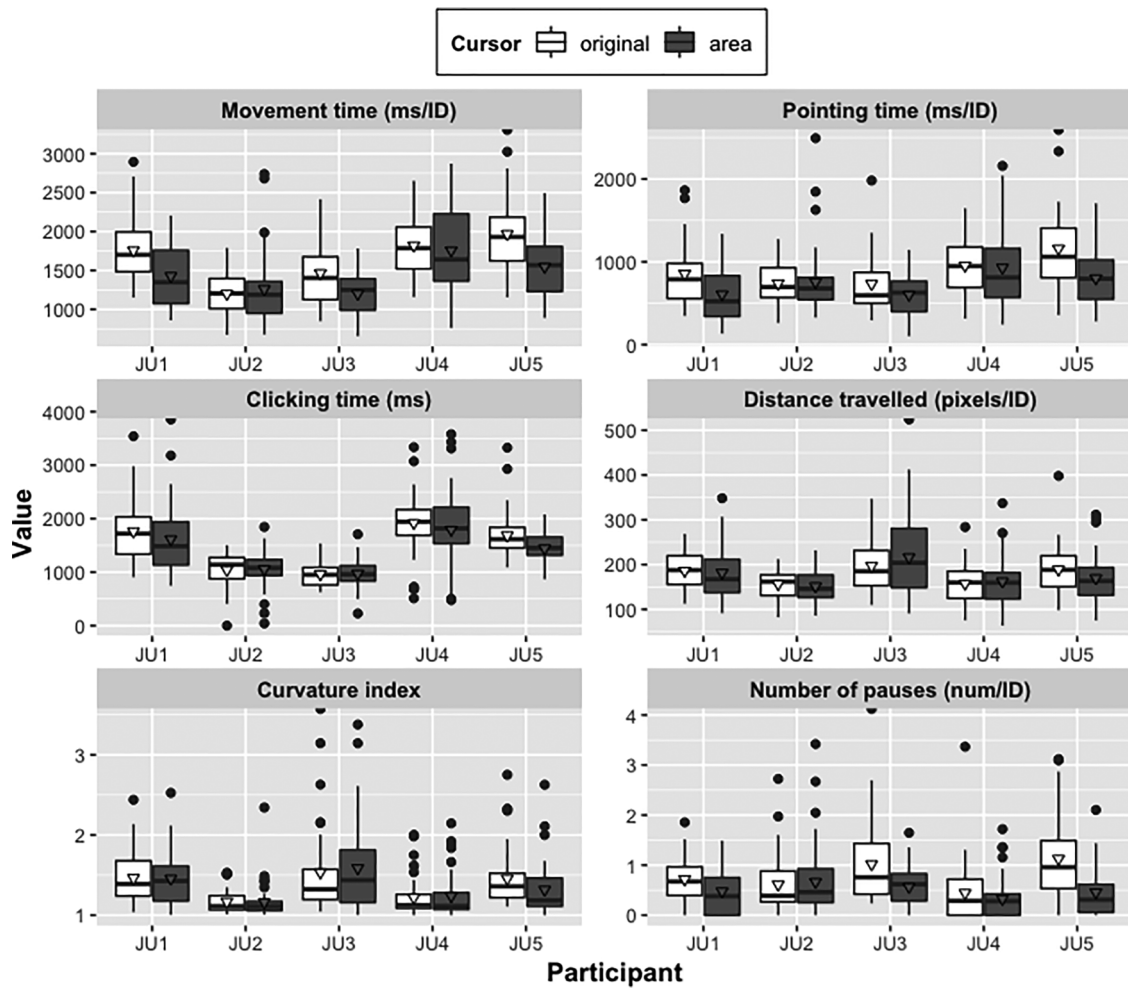 Cursor original area
Movement time (ms/ID)
3000
2500
2000
1500
1000
JU1 JU2 JU3 JU4 JU5
Pointing time (ms/ID)
2000
1000
0
JU1 JU2 JU3 JU4 JU5
Clicking time (ms)
4000
3000
2000
1000
0
JU1 JU2 JU3 JU4 JU5
Distance travelled (pixels/ID)
500
400
300
200
100
JU1 JU2 JU3 JU4 JU5
Curvature index
3
2
1
JU1 JU2 JU3 JU4 JU5
Number of pauses (num/ID)
4
3
2
1
0
JU1 JU2 JU3 JU4 JU5
Value
Participant